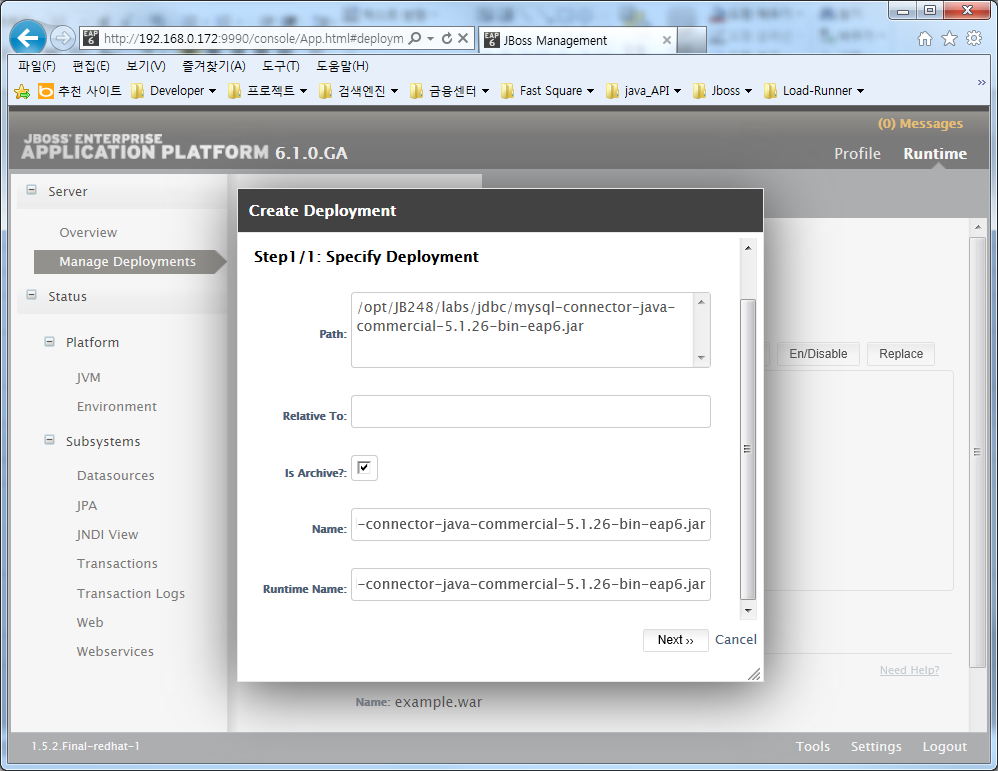 http://192.168.0.172:9990/console/App.html#deploym
EAP 6 JBoss Management
파일(F) 편집(E) 보기(V) 즐겨찾기(A) 도구(T) 도움말(H)
추천 사이트 Developer 프로젝트 검색엔진 금융센터 Fast Square java_API Jboss Load-Runner
(0) Messages
JBOSS® ENTERPRISE
APPLICATION PLATFORM 6.1.0.GA
Profile Runtime
Server
Overview
Manage Deployments
Status
Platform
JVM
Environment
Subsystems
Datasources
JPA
JNDI View
Transactions
Transaction Logs
Web
Webservices
Create Deployment
Step1/1: Specify Deployment
Path: /opt/JB248/labs/jdbc/mysql-connector-java-
commercial-5.1.26-bin-eap6.jar
Relative To:
Is Archive?:
Name: -connector-java-commercial-5.1.26-bin-eap6.jar
Runtime Name: -connector-java-commercial-5.1.26-bin-eap6.jar
Next ›› Cancel
En/Disable Replace
Need Help?
Name: example.war
1.5.2.Final-redhat-1
Tools Settings Logout